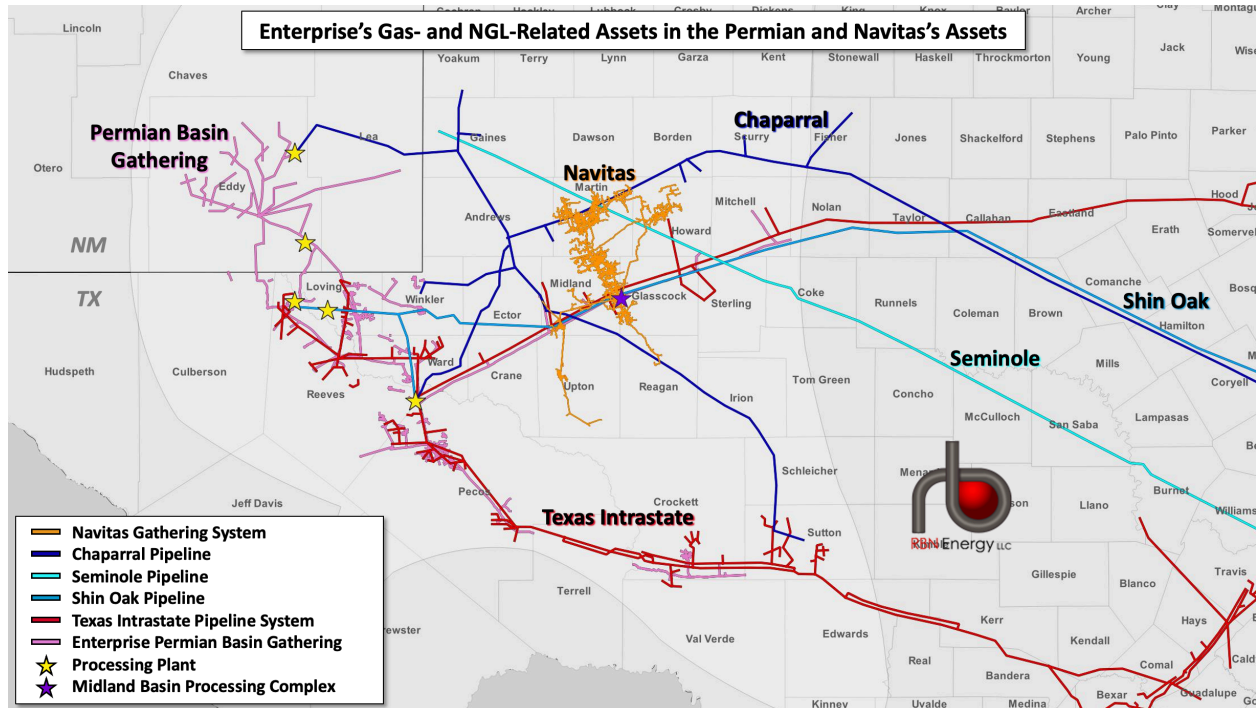 Enterprise's Gas- and NGL-Related Assets in the Permian and Navitas's Assets
Lincoln
Archer
Jack
Chaves
Yoakum
Terry
Lynn
Garza
Kent
Stonewall
Haskell
Throckmorton
Young
Permian Basin
Gathering
Lea
Gaines
Dawson
Borden
Scurry
Fisher
Jones
Shackelford
Stephens
Palo Pinto
Parker
Chaparral
Otero
Eddy
Navitas
Martin
Andrews
Mitchell
Howard
Nolan
Taylor
Callahan
Eastland
Hood
Erath
NM
TX
Loving
Winkler
Midland
Glasscock
Ector
Sterling
Coke
Runnels
Coleman
Brown
Comanche
Shin Oak
Hamilton
Seminole
Mills
Coryell
Hudspeth
Culberson
Reeves
Ward
Crane
Upton
Reagan
Irion
Tom Green
Concho
McCulloch
San Saba
Lampasas
Jeff Davis
Pecos
Crockett
Schleicher
Texas Intrastate
Sutton
RBN Energy LLC
Llano
Burnet
Gillespie
Blanco
Travis
Terrell
Val Verde
Edwards
Kerr
Kendall
Hays
Real
Bandera
Comal
Kinney
Uvalde
Medina
Bexar
Guadalupe
Navitas Gathering System
Chaparral Pipeline
Seminole Pipeline
Shin Oak Pipeline
Texas Intrastate Pipeline System
Enterprise Permian Basin Gathering
Processing Plant
Midland Basin Processing Complex